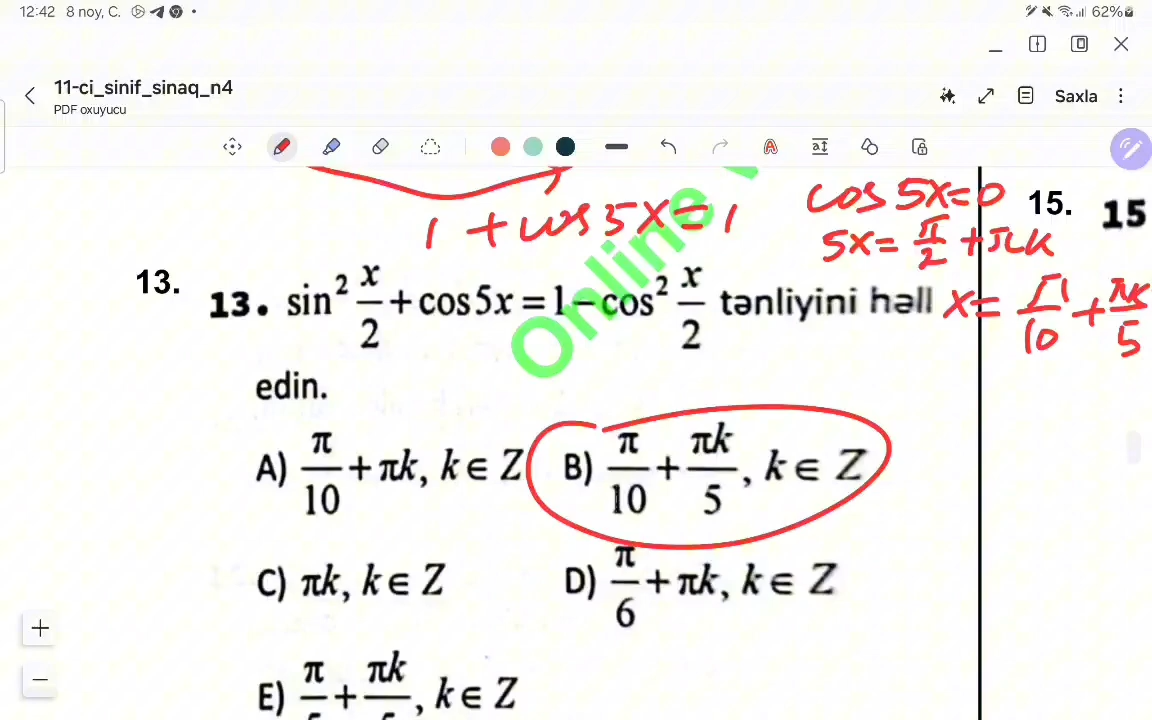 12:42 8 noy, C. 62%
11-ci_sinif_sinaq_n4
PDF oxuyucu
Saxla
1 + cos 5x = 1
cos 5x = 0
5x = π/2 + πk
x = π/10 + πk/5
15. 15
13. 13. sin² x/2 + cos 5x = 1 − cos² x/2 tənliyini həll
edin.
A) π/10 + πk, k ∈ Z B) π/10 + πk/5, k ∈ Z
C) πk, k ∈ Z D) π/6 + πk, k ∈ Z
E) π/5 + πk/5, k ∈ Z
Online